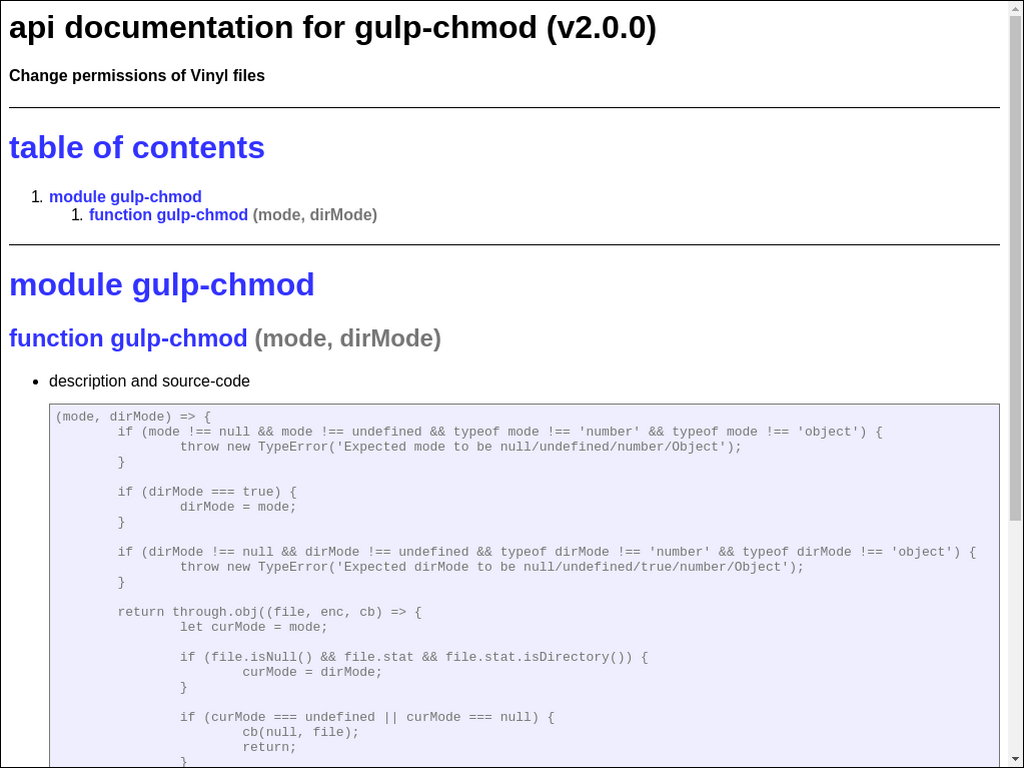 api documentation for gulp-chmod (v2.0.0)
Change permissions of Vinyl files
table of contents
1. module gulp-chmod
1. function gulp-chmod (mode, dirMode)
module gulp-chmod
function gulp-chmod (mode, dirMode)
• description and source-code
(mode, dirMode) => {
        if (mode !== null && mode !== undefined && typeof mode !== 'number' && typeof mode !== 'object') {
                throw new TypeError('Expected mode to be null/undefined/number/Object');
        }
        if (dirMode === true) {
                dirMode = mode;
        }
        if (dirMode !== null && dirMode !== undefined && typeof dirMode !== 'number' && typeof dirMode !== 'object') {
                throw new TypeError('Expected dirMode to be null/undefined/true/number/Object');
        }
        return through.obj((file, enc, cb) => {
                let curMode = mode;
                if (file.isNull() && file.stat && file.stat.isDirectory()) {
                        curMode = dirMode;
                }
                if (curMode === undefined || curMode === null) {
                        cb(null, file);
                        return;
                }